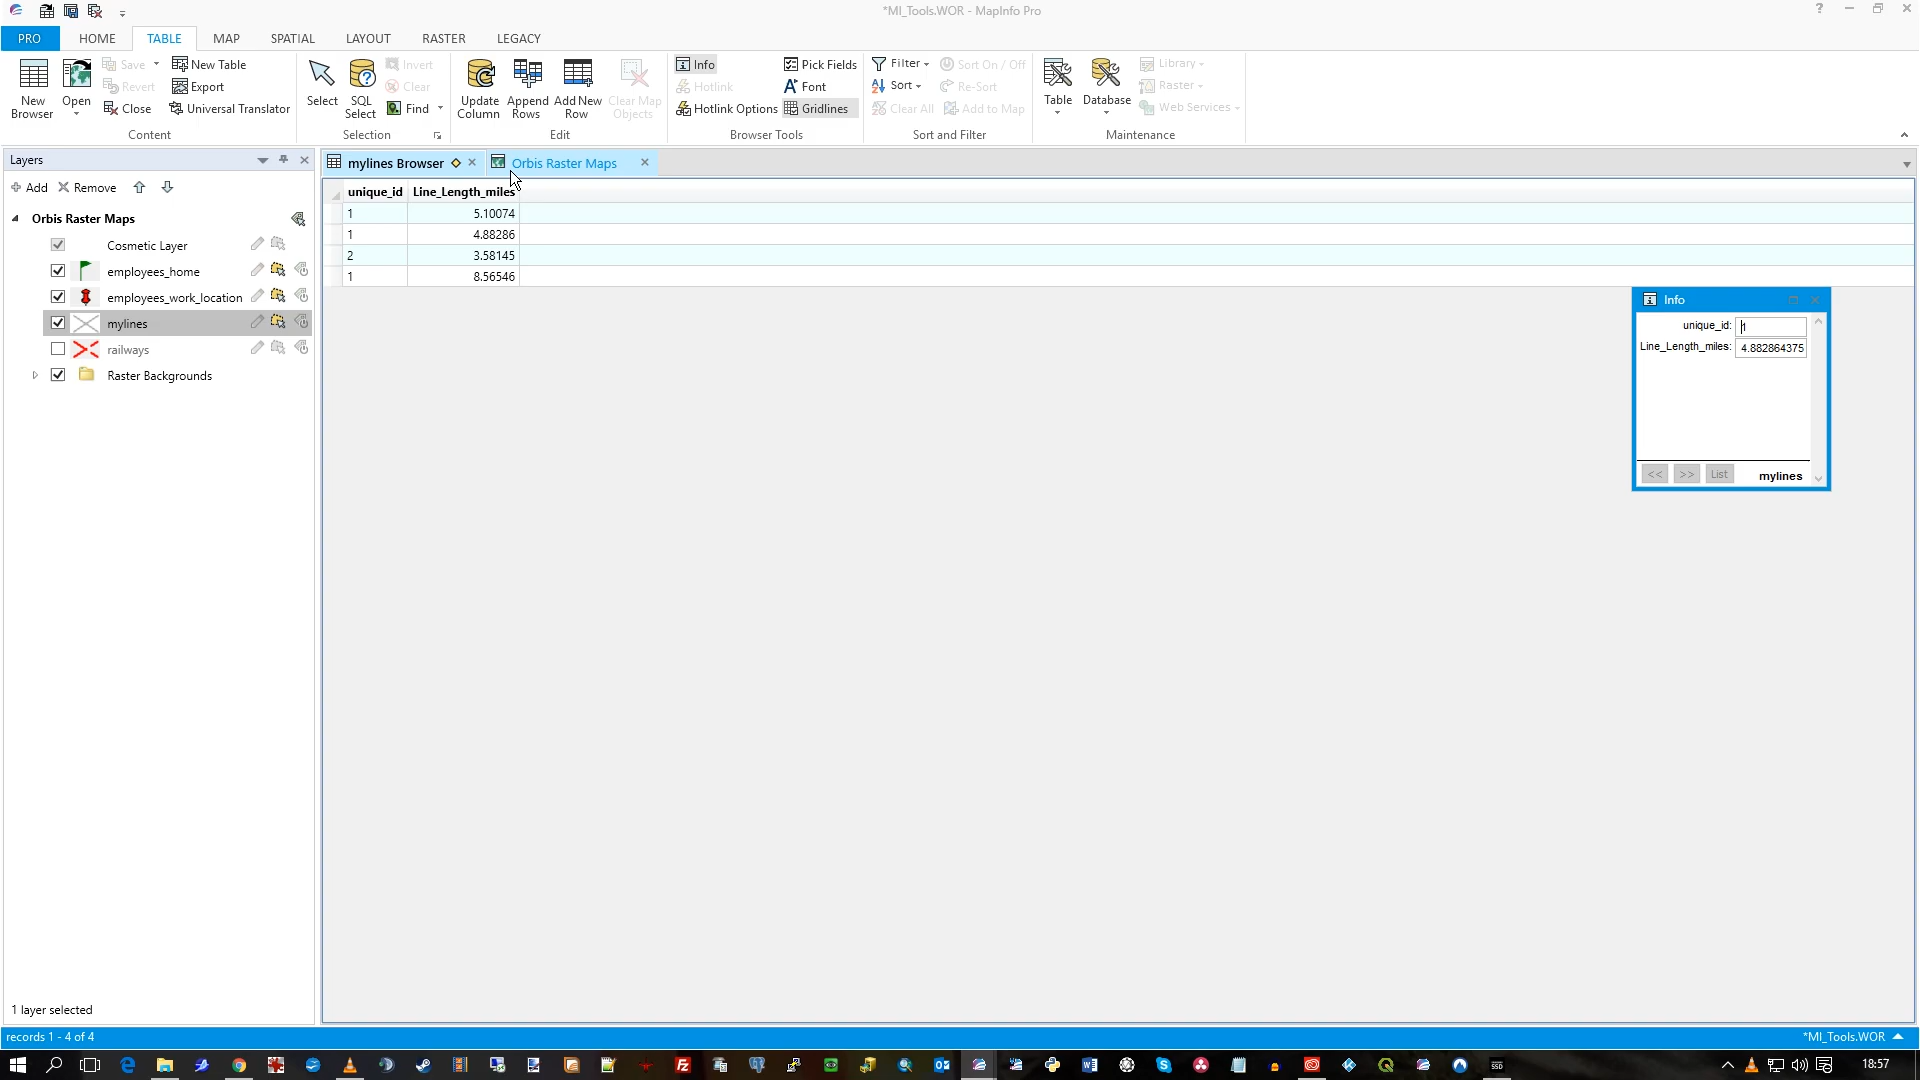 *MI_Tools.WOR - MapInfo Pro
PRO HOME TABLE MAP SPATIAL LAYOUT RASTER LEGACY
New Browser
Open
Save
Revert
Close
New Table
Export
Universal Translator
Content
Select
SQL Select
Invert
Clear
Find
Selection
Update Column
Append Rows
Add New Row
Clear Map Objects
Edit
Info
Hotlink
Hotlink Options
Pick Fields
Font
Gridlines
Browser Tools
Filter
Sort
Clear All
Sort On / Off
Re-Sort
Add to Map
Sort and Filter
Table
Database
Library
Raster
Web Services
Maintenance
Layers
Add Remove
Orbis Raster Maps
Cosmetic Layer
employees_home
employees_work_location
mylines
railways
Raster Backgrounds
1 layer selected
mylines Browser
Orbis Raster Maps
unique_id Line_Length_miles
1 5.10074
1 4.88286
2 3.58145
1 8.56546
Info
unique_id: 1
Line_Length_miles: 4.882864375
<< >> List mylines
records 1 - 4 of 4
*MI_Tools.WOR
18:57